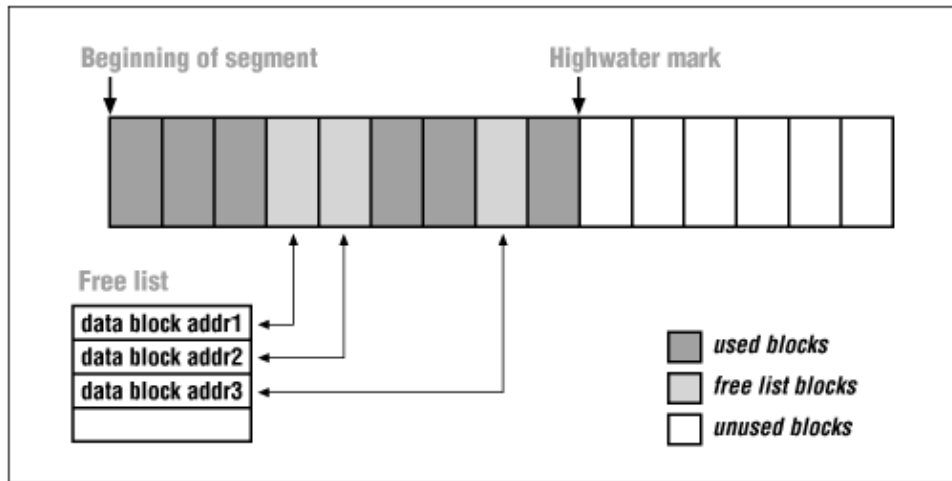 Beginning of segment
Highwater mark
Free list
data block addr1
data block addr2
data block addr3
used blocks
free list blocks
unused blocks